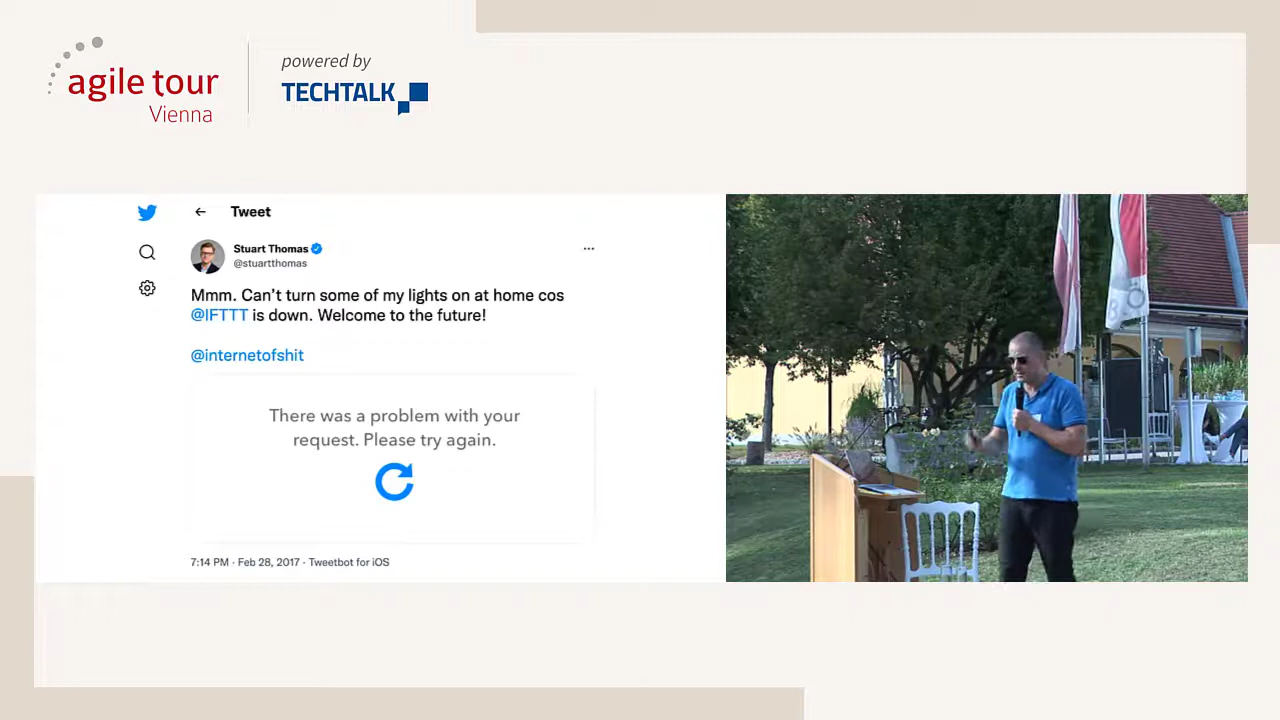 agile tour
Vienna
powered by
TECHTALK
Tweet
Stuart Thomas
@stuartthomas
Mmm. Can't turn some of my lights on at home cos
@IFTTT is down. Welcome to the future!
@internetofshit
There was a problem with your
request. Please try again.
7:14 PM · Feb 28, 2017 · Tweetbot for iOS